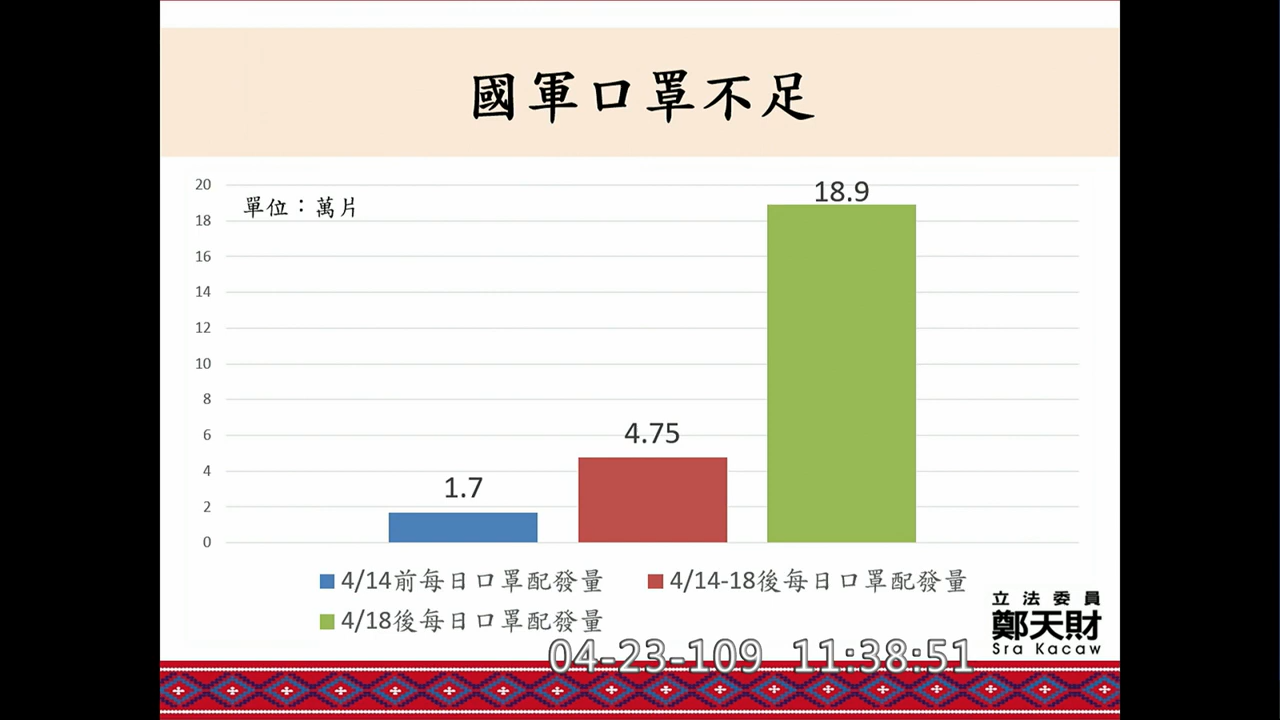 國軍口罩不足
單位：萬片
20
18
16
14
12
10
8
6
4
2
0
1.7
4.75
18.9
4/14前每日口罩配發量
4/14-18後每日口罩配發量
4/18後每日口罩配發量
立法委員
鄭天財
Sra Kacaw
04-23-109 11:38:51